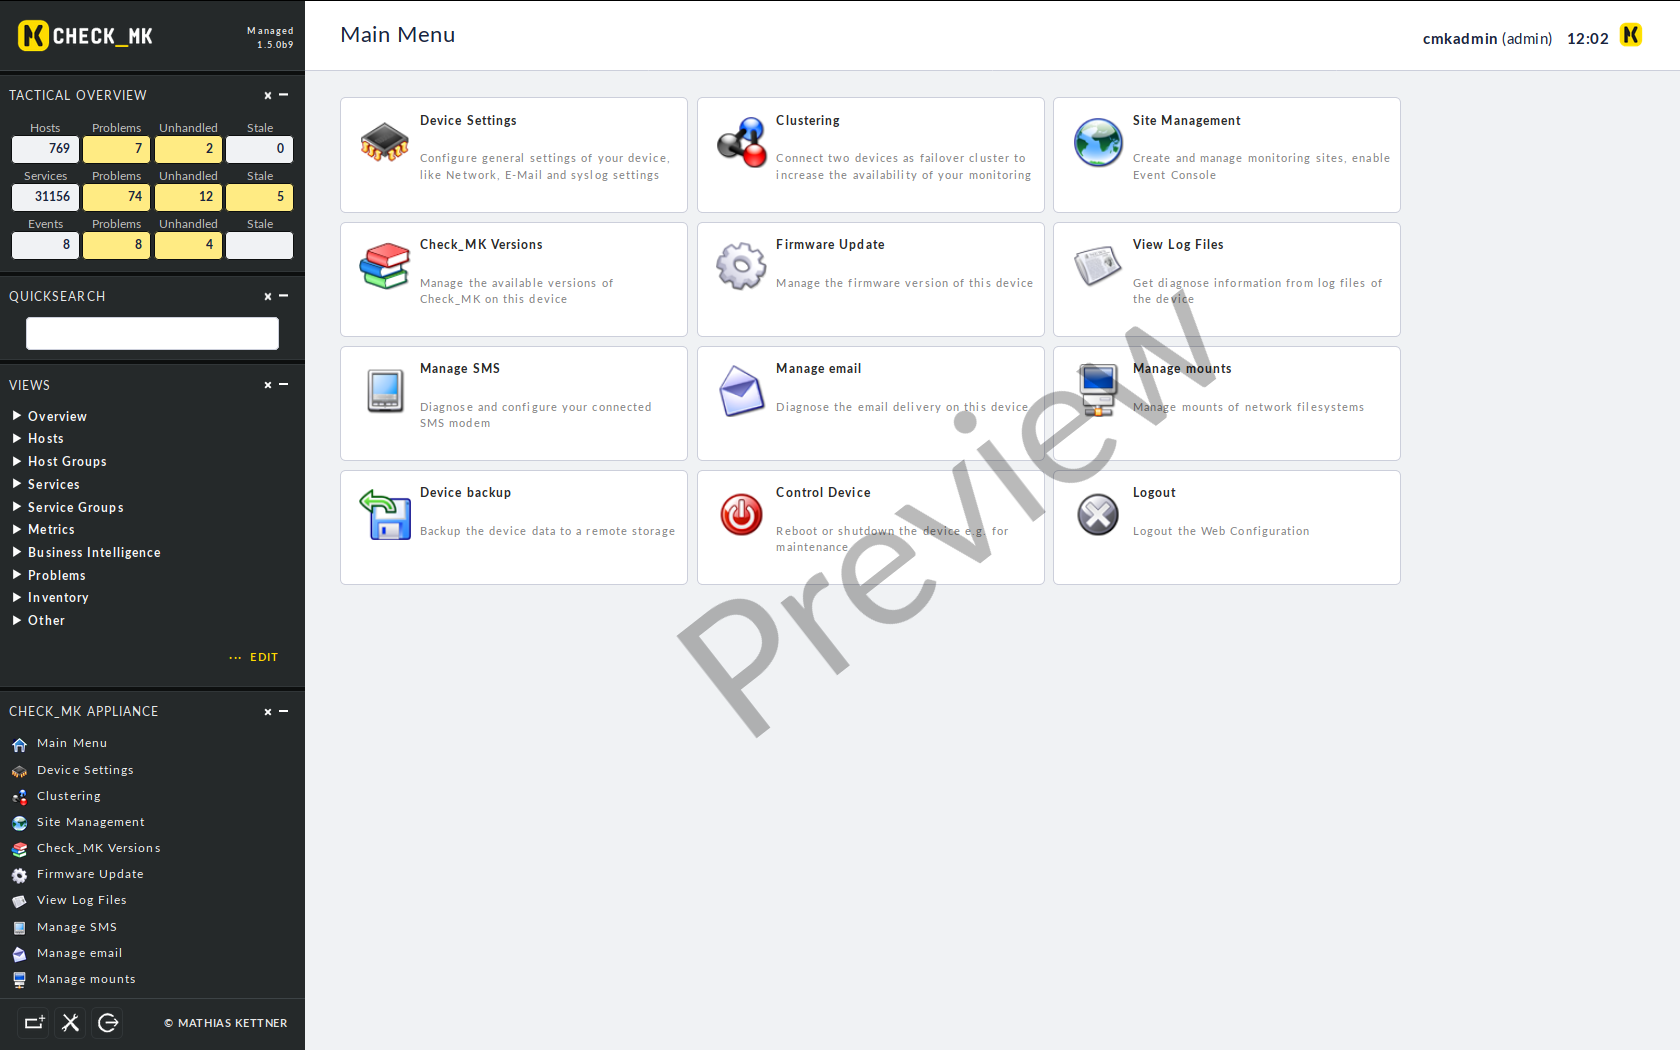 CHECK_MK
Managed
1.5.0b9
Main Menu
cmkadmin (admin) 12:02
TACTICAL OVERVIEW
Hosts Problems Unhandled Stale
769 7 2 0
Services Problems Unhandled Stale
31156 74 12 5
Events Problems Unhandled Stale
8 8 4
QUICKSEARCH
VIEWS
Overview
Hosts
Host Groups
Services
Service Groups
Metrics
Business Intelligence
Problems
Inventory
Other
... EDIT
CHECK_MK APPLIANCE
Main Menu
Device Settings
Clustering
Site Management
Check_MK Versions
Firmware Update
View Log Files
Manage SMS
Manage email
Manage mounts
© MATHIAS KETTNER
Device Settings
Configure general settings of your device,
like Network, E-Mail and syslog settings
Clustering
Connect two devices as failover cluster to
increase the availability of your monitoring
Site Management
Create and manage monitoring sites, enable
Event Console
Check_MK Versions
Manage the available versions of
Check_MK on this device
Firmware Update
Manage the firmware version of this device
View Log Files
Get diagnose information from log files of
the device
Manage SMS
Diagnose and configure your connected
SMS modem
Manage email
Diagnose the email delivery on this device
Manage mounts
Manage mounts of network filesystems
Device backup
Backup the device data to a remote storage
Control Device
Reboot or shutdown the device e.g. for
maintenance
Logout
Logout the Web Configuration
Preview